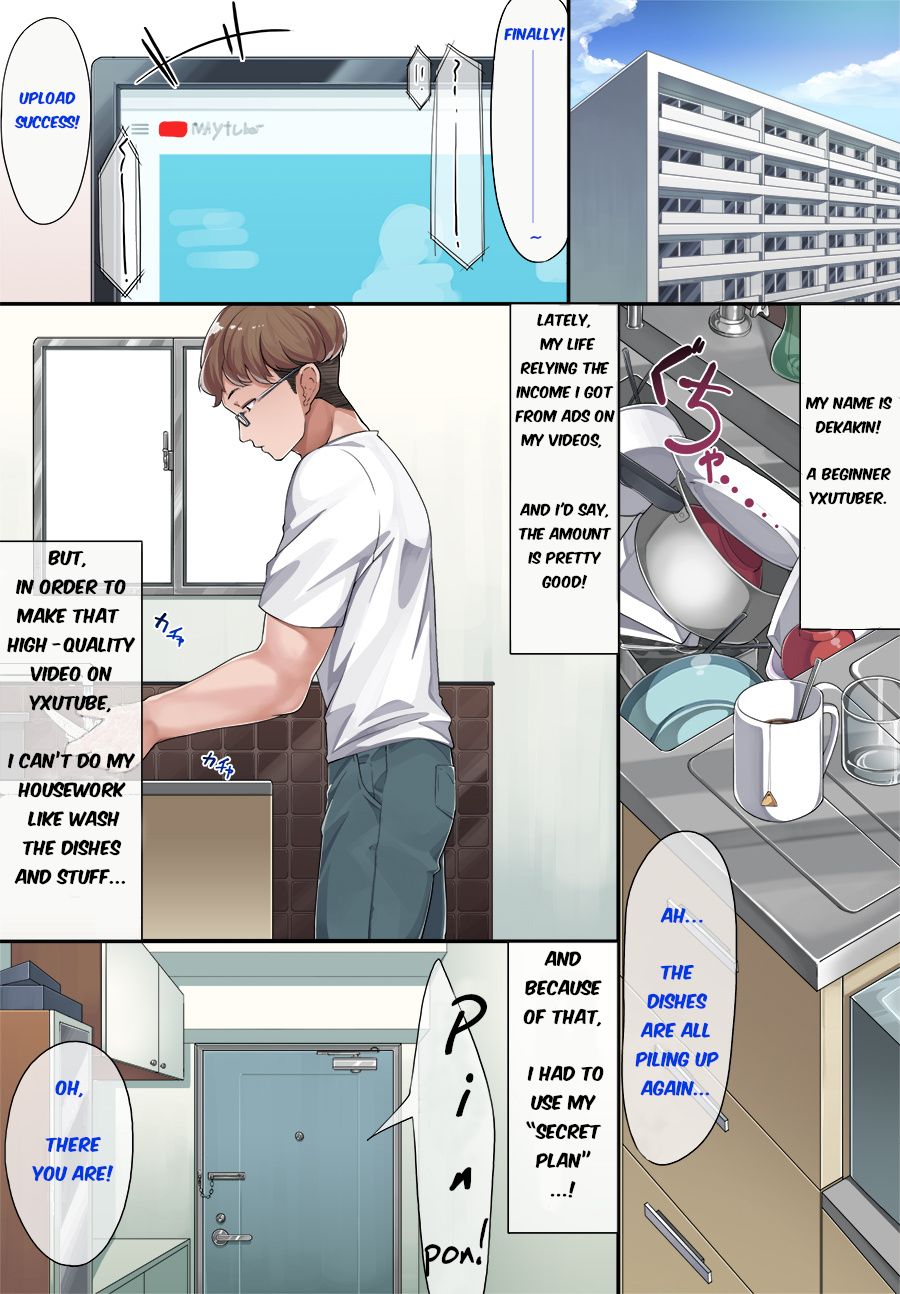 FINALLY!
~
UPLOAD
SUCCESS!
Mytuber
MY NAME IS
DEKAKIN!
A BEGINNER
YXUTUBER.
ぐちゃ・・・・・
LATELY,
MY LIFE
RELYING THE
INCOME I GOT
FROM ADS ON
MY VIDEOS,
AND I'D SAY,
THE AMOUNT
IS PRETTY
GOOD!
AH...
THE
DISHES
ARE ALL
PILING UP
AGAIN...
BUT,
IN ORDER TO
MAKE THAT
HIGH-QUALITY
VIDEO ON
YXUTUBE,
I CAN'T DO MY
HOUSEWORK
LIKE WASH
THE DISHES
AND STUFF...
カチャ
カチャ
AND
BECAUSE
OF THAT,
I HAD TO
USE MY
"SECRET
PLAN"
...!
Pin
pon!
OH,
THERE
YOU ARE!